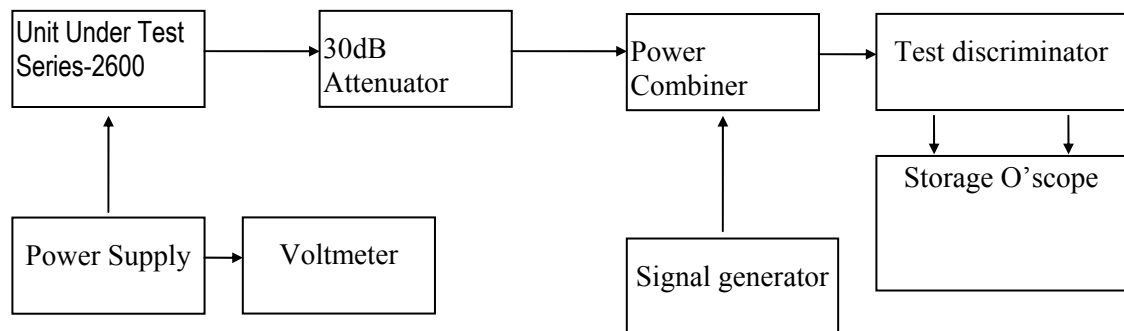 Unit Under Test
Series-2600
30dB
Attenuator
Power
Combiner
Test discriminator
Storage O’scope
Power Supply
Voltmeter
Signal generator